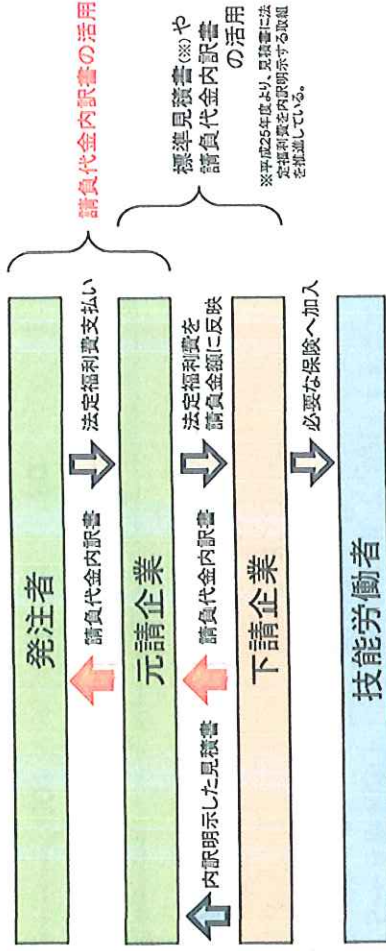 発注者
請負代金内訳書
法定福利費支払い
元請企業
内訳明示した見積書
請負代金内訳書
法定福利費を
請負金額に反映
下請企業
必要な保険へ加入
技能労働者
請負代金内訳書の活用
標準見積書(※)や
請負代金内訳書
の活用
※平成25年度より、見積書に法
定福利費を内訳明示する取組
を推進している。